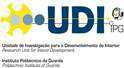 UDI
IPG
Unidade de Investigação para o Desenvolvimento do Interior
Research Unit for Inland Development
Instituto Politécnico da Guarda
Polytechnic Institute of Guarda